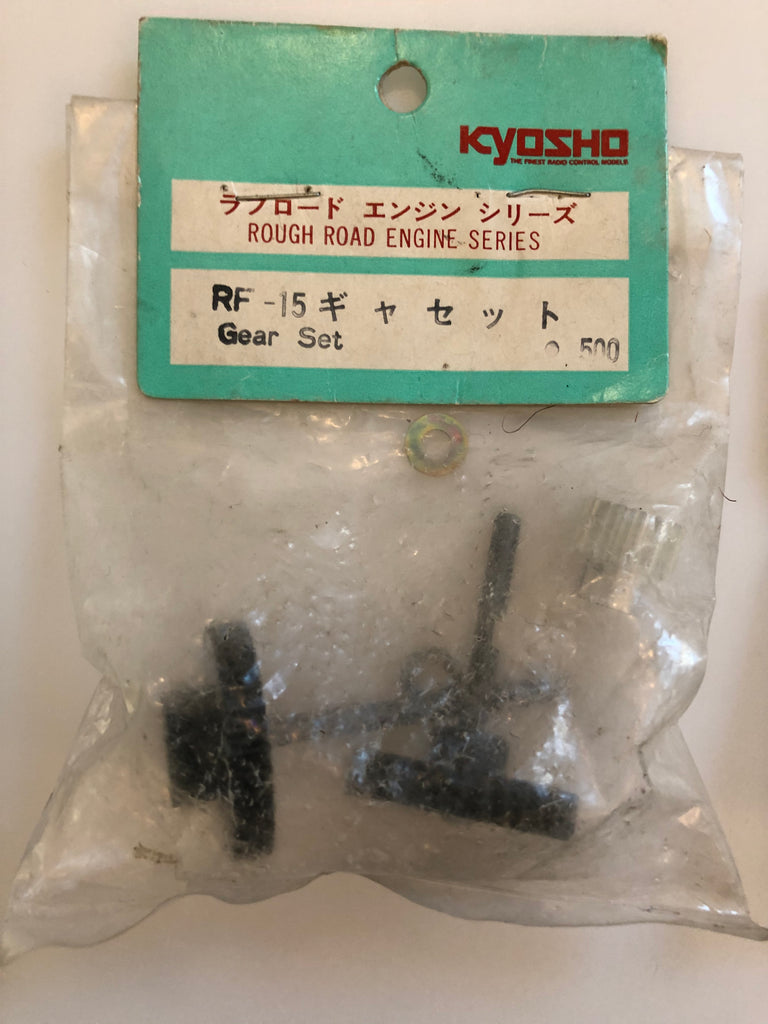 KYOSHO
THE FINEST RADIO CONTROL MODELS
ラフロード エンジン シリーズ
ROUGH ROAD ENGINE SERIES
RF-15 ギヤセット
Gear Set
500